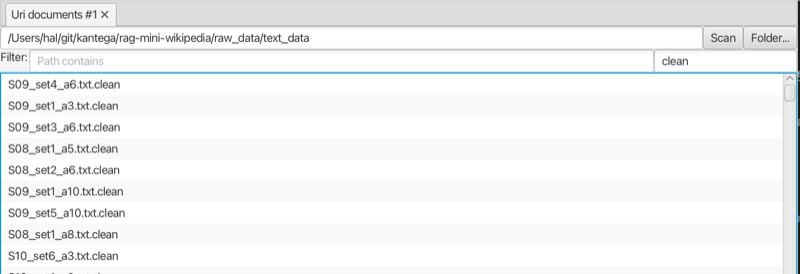 Uri documents #1 ✕
/Users/hal/git/kantega/rag-mini-wikipedia/raw_data/text_data Scan Folder...
Filter: Path contains clean
S09_set4_a6.txt.clean
S09_set1_a3.txt.clean
S09_set3_a6.txt.clean
S08_set1_a5.txt.clean
S08_set2_a6.txt.clean
S09_set1_a10.txt.clean
S09_set5_a10.txt.clean
S08_set1_a8.txt.clean
S10_set6_a3.txt.clean